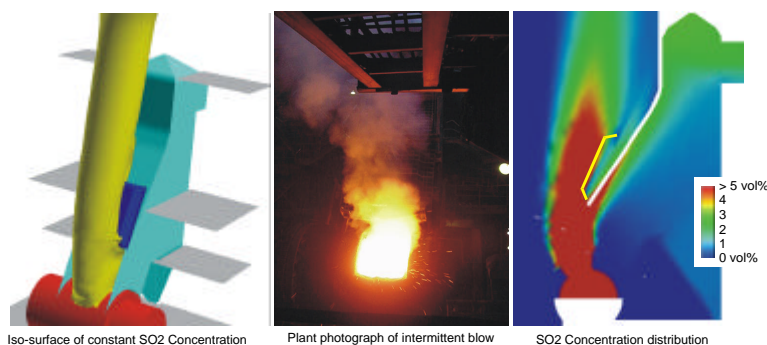 > 5 vol%
4
3
2
1
0 vol%
Iso-surface of constant SO2 Concentration
Plant photograph of intermittent blow
SO2 Concentration distribution